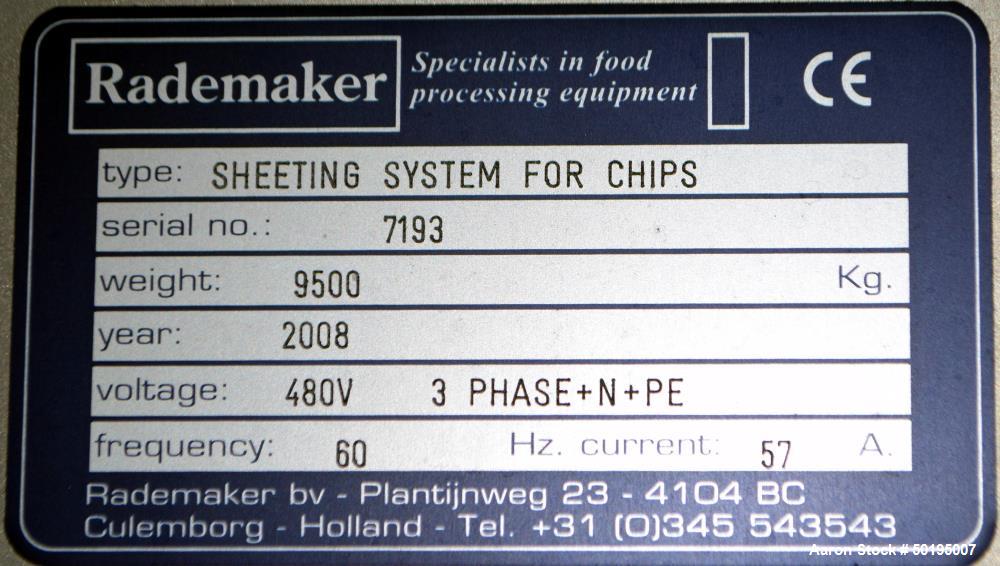 Rademaker
Specialists in food
processing equipment
CE
type: SHEETING SYSTEM FOR CHIPS
serial no.: 7193
weight: 9500 Kg.
year: 2008
voltage: 480V 3 PHASE+N+PE
frequency: 60 Hz. current: 57 A.
Rademaker bv - Plantijnweg 23 - 4104 BC
Culemborg - Holland - Tel. +31 (0)345 543543
Aaron Stock # 50195007